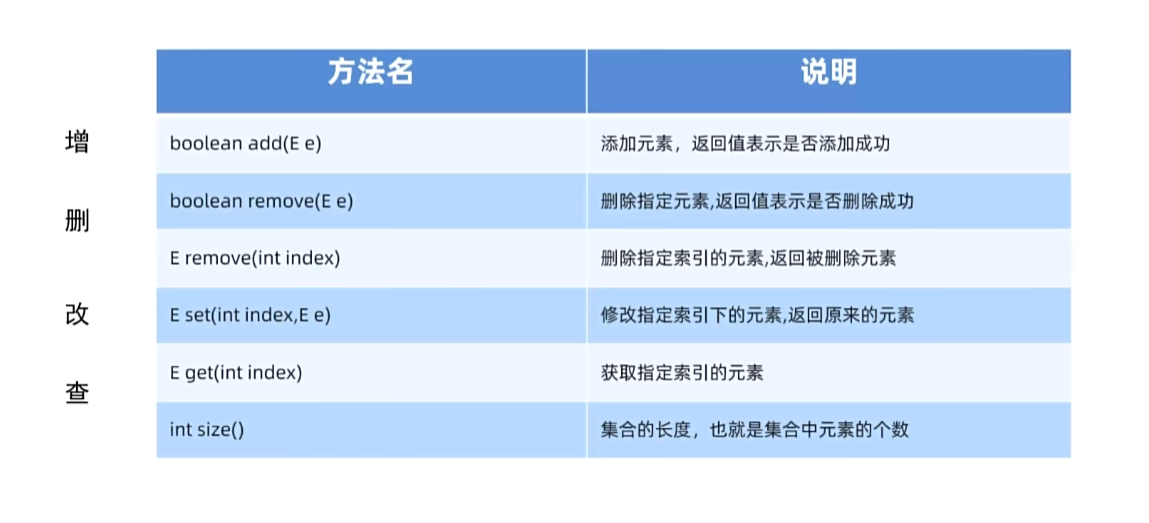 方法名 说明
增
boolean add(E e) 添加元素，返回值表示是否添加成功
boolean remove(E e) 删除指定元素,返回值表示是否删除成功
删
E remove(int index) 删除指定索引的元素,返回被删除元素
改
E set(int index,E e) 修改指定索引下的元素,返回原来的元素
E get(int index) 获取指定索引的元素
查
int size() 集合的长度，也就是集合中元素的个数